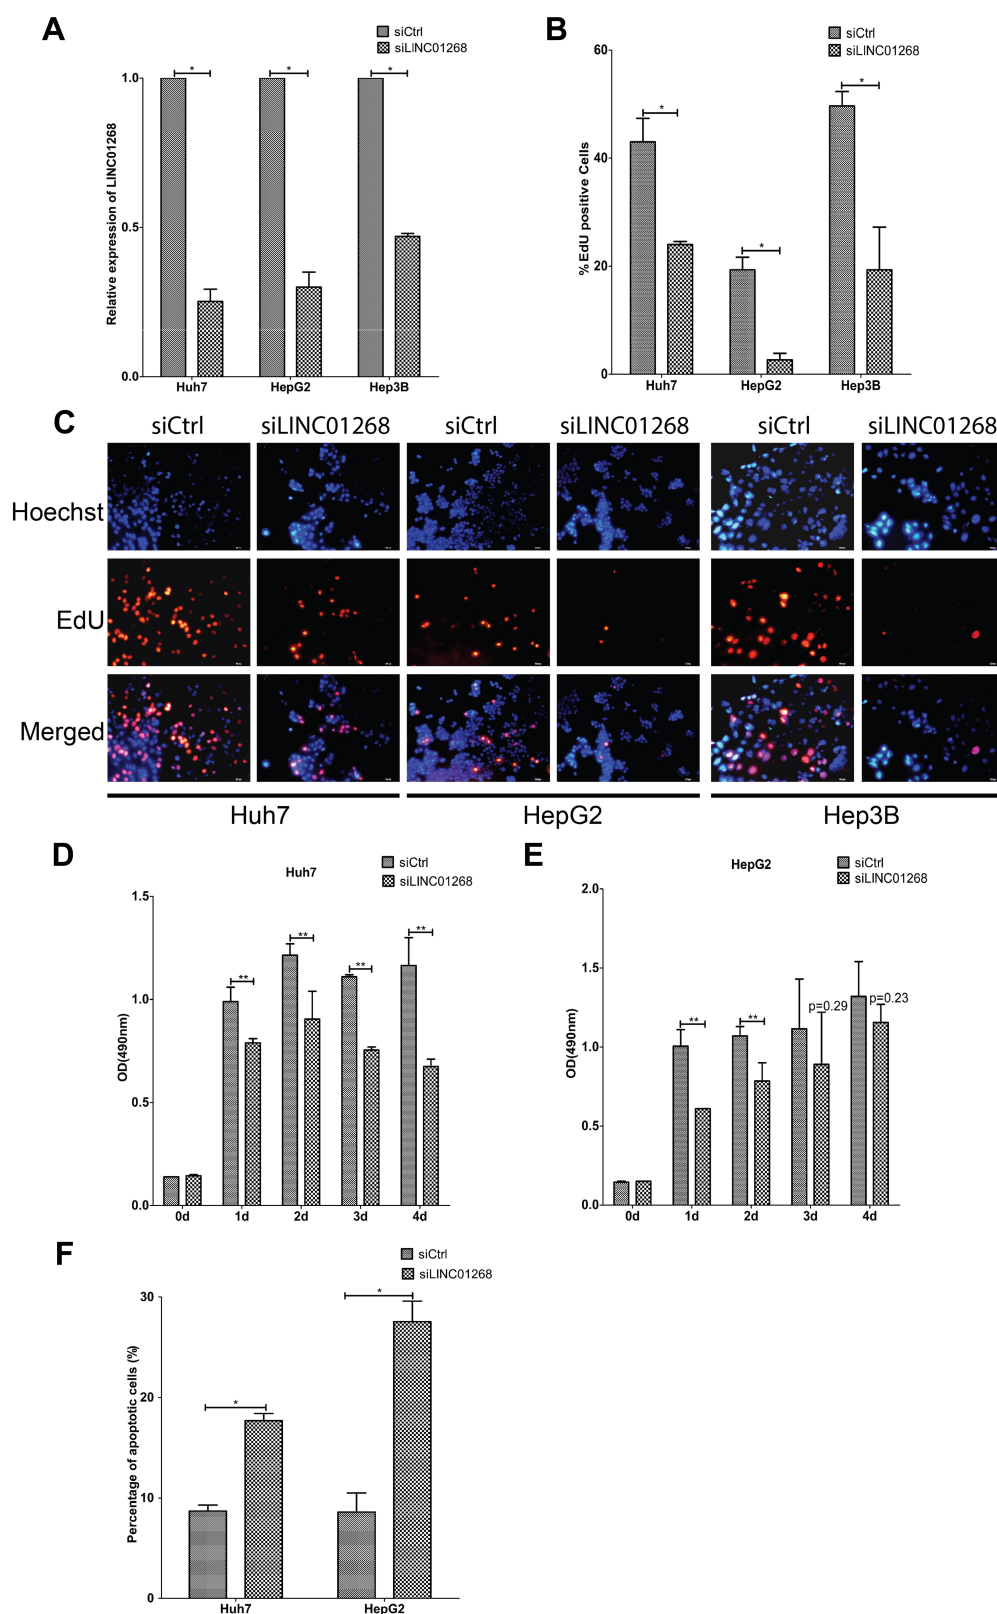 A
siCtrl
siLINC01268
Relative expression of LINC01268
1.0
0.5
0.0
*
*
*
Huh7
HepG2
Hep3B
B
siCtrl
siLINC01268
% EdU positive Cells
60
40
20
0
*
*
*
Huh7
HepG2
Hep3B
C
siCtrl
siLINC01268
siCtrl
siLINC01268
siCtrl
siLINC01268
Hoechst
EdU
Merged
Huh7
HepG2
Hep3B
D
Huh7
siCtrl
siLINC01268
OD(490nm)
1.5
1.0
0.5
0.0
**
**
**
**
0d
1d
2d
3d
4d
E
HepG2
siCtrl
siLINC01268
OD(490nm)
2.0
1.5
1.0
0.5
0.0
**
**
p=0.29
p=0.23
0d
1d
2d
3d
4d
F
siCtrl
siLINC01268
Percentage of apoptotic cells (%)
30
20
10
0
*
*
Huh7
HepG2